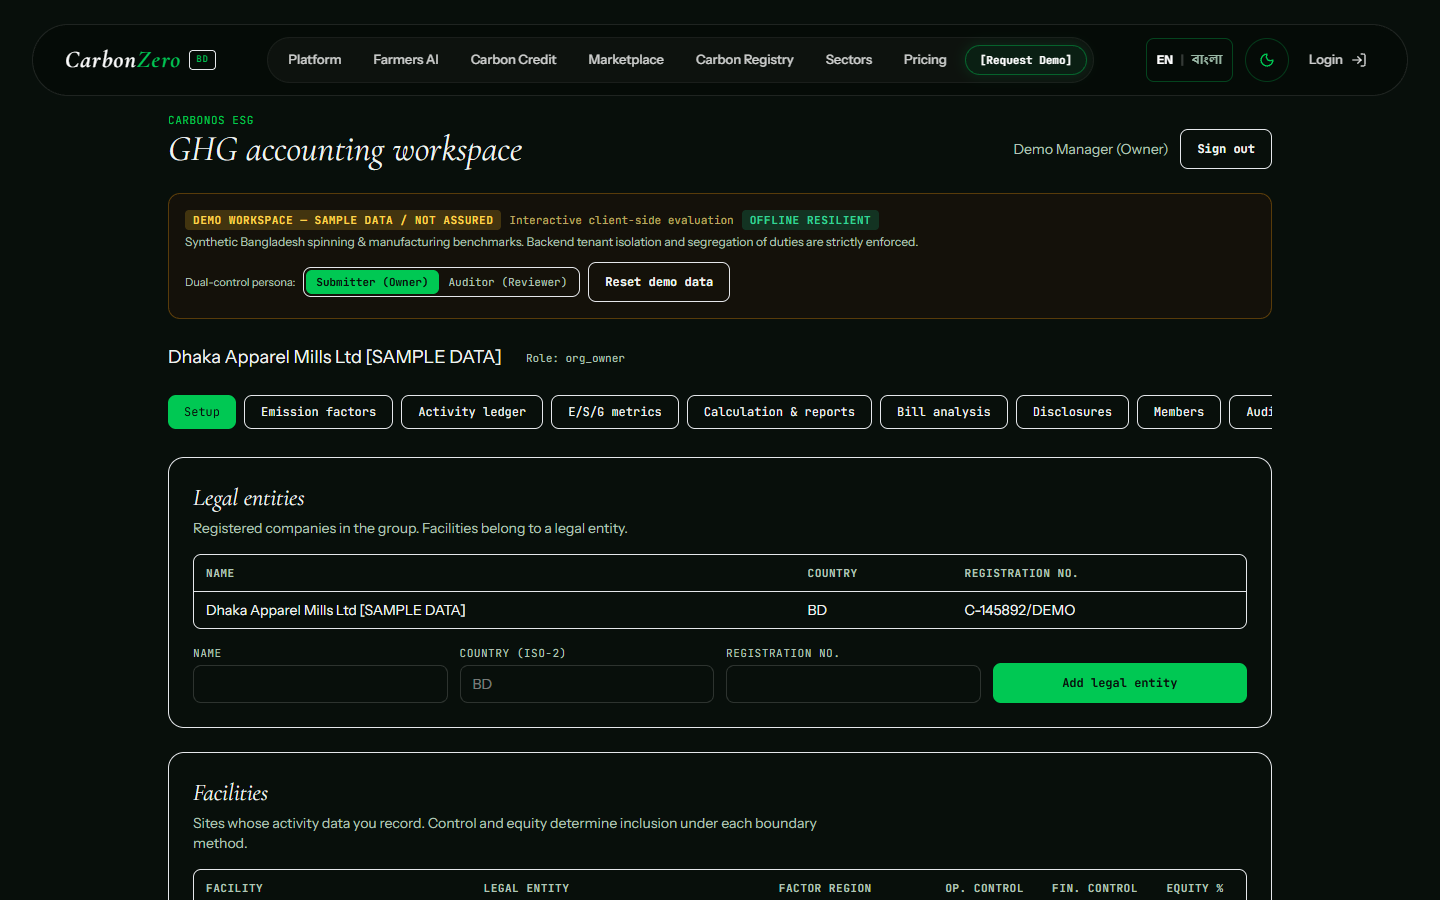 CarbonZero BD
Platform
Farmers AI
Carbon Credit
Marketplace
Carbon Registry
Sectors
Pricing
[Request Demo]
EN | বাংলা
Login
CARBONOS ESG
GHG accounting workspace
Demo Manager (Owner)
Sign out
DEMO WORKSPACE — SAMPLE DATA / NOT ASSURED Interactive client-side evaluation OFFLINE RESILIENT
Synthetic Bangladesh spinning & manufacturing benchmarks. Backend tenant isolation and segregation of duties are strictly enforced.
Dual-control persona: Submitter (Owner) Auditor (Reviewer) Reset demo data
Dhaka Apparel Mills Ltd [SAMPLE DATA] Role: org_owner
Setup
Emission factors
Activity ledger
E/S/G metrics
Calculation & reports
Bill analysis
Disclosures
Members
Audi
Legal entities
Registered companies in the group. Facilities belong to a legal entity.
NAME COUNTRY REGISTRATION NO.
Dhaka Apparel Mills Ltd [SAMPLE DATA] BD C-145892/DEMO
NAME COUNTRY (ISO-2) REGISTRATION NO.
BD
Add legal entity
Facilities
Sites whose activity data you record. Control and equity determine inclusion under each boundary
method.
FACILITY LEGAL ENTITY FACTOR REGION OP. CONTROL FIN. CONTROL EQUITY %